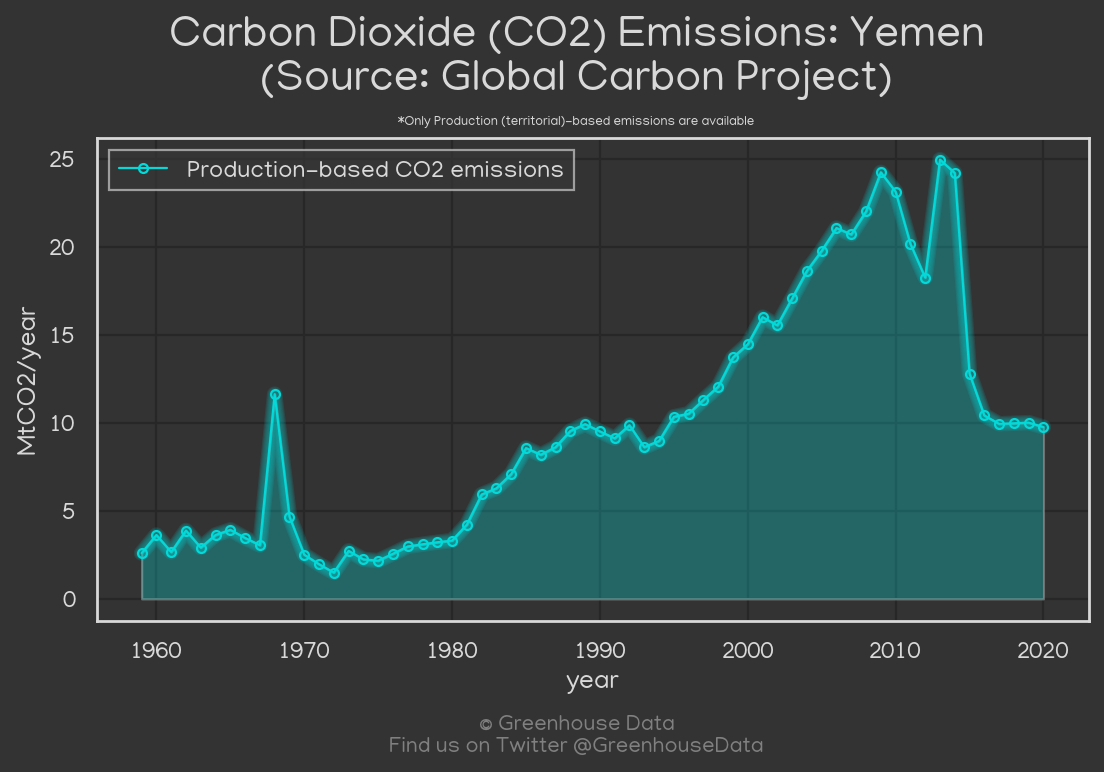 Carbon Dioxide (CO2) Emissions: Yemen
(Source: Global Carbon Project)
*Only Production (territorial)-based emissions are available
Production-based CO2 emissions
25
20
15
10
5
0
MtCO2/year
1960 1970 1980 1990 2000 2010 2020
year
© Greenhouse Data
Find us on Twitter @GreenhouseData